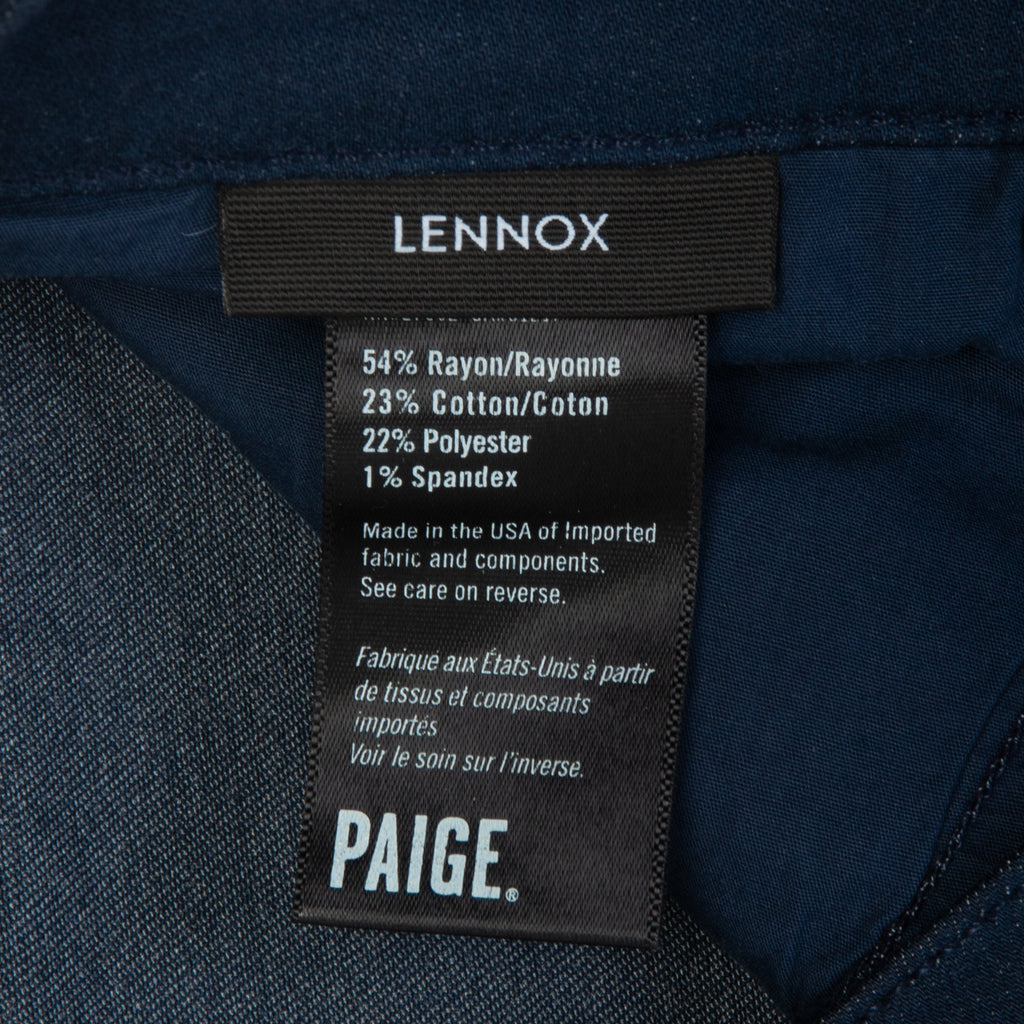 LENNOX
54% Rayon/Rayonne
23% Cotton/Coton
22% Polyester
1% Spandex
Made in the USA of Imported
fabric and components.
See care on reverse.
Fabrique aux États-Unis à partir
de tissus et composants
importés
Voir le soin sur l'inverse.
PAIGE®